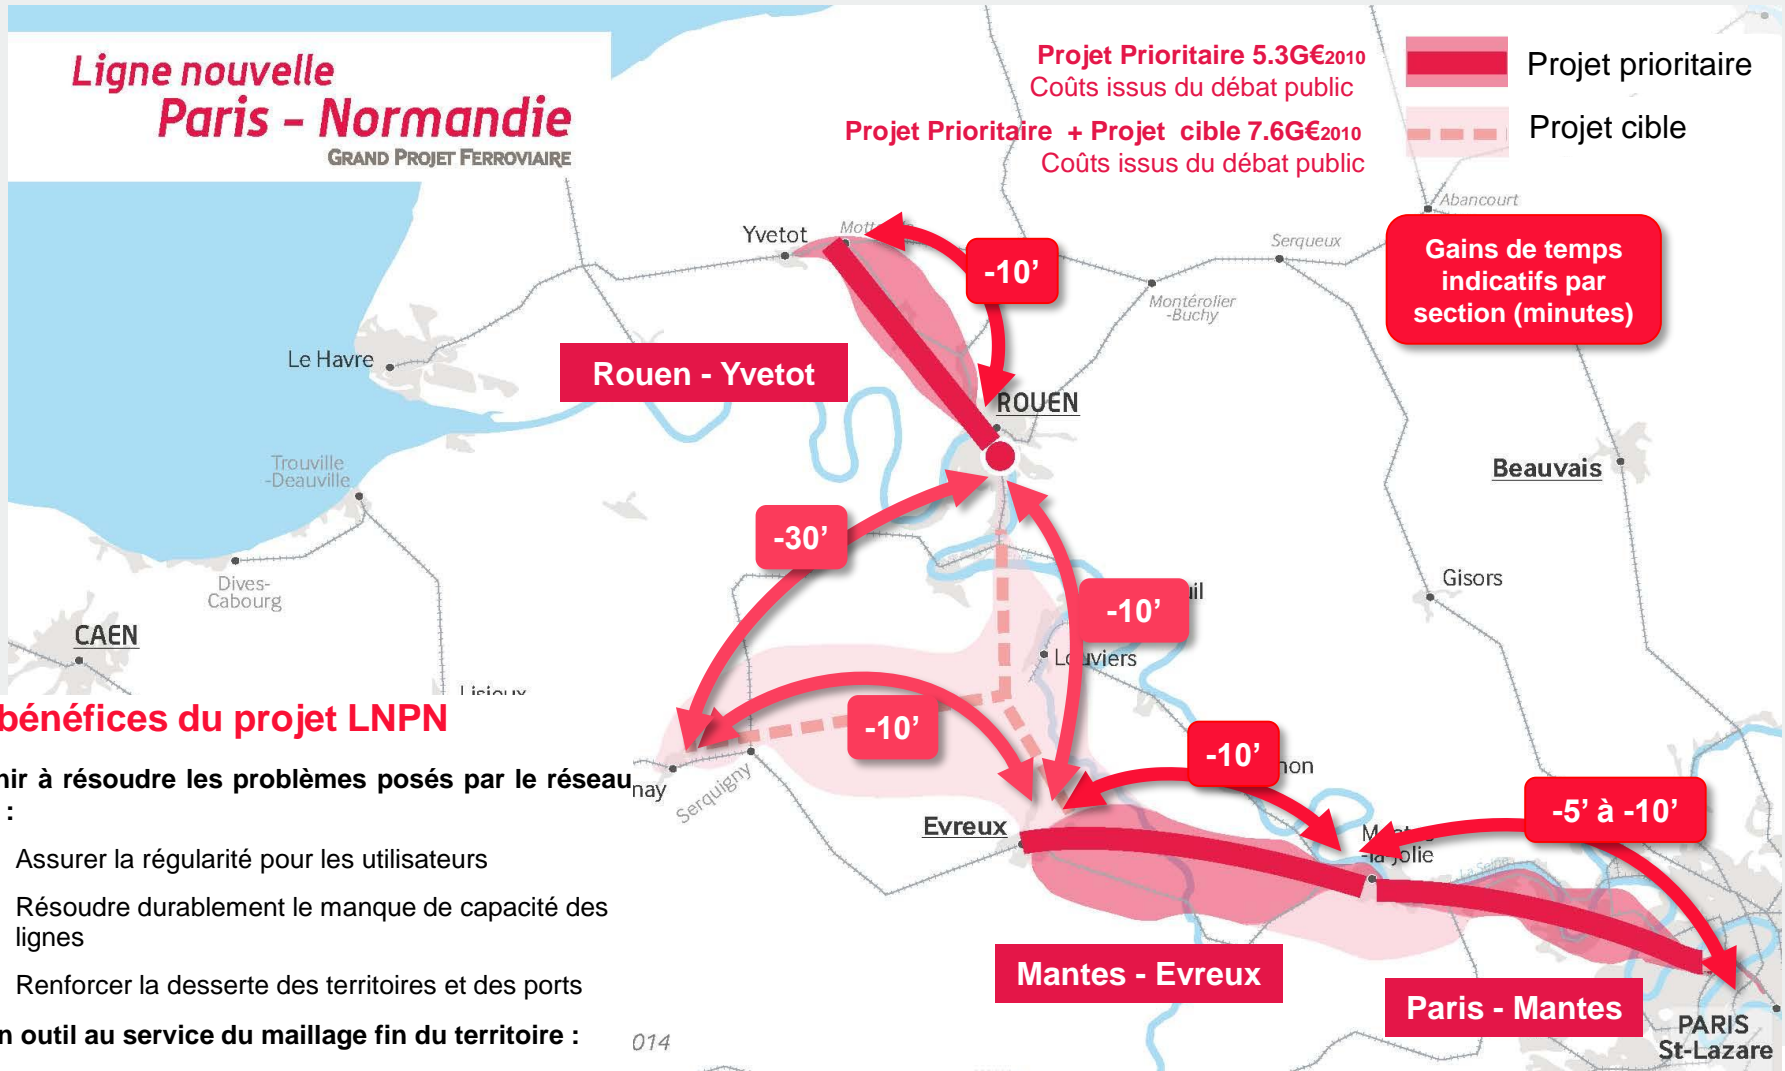 Ligne nouvelle
Paris - Normandie
GRAND PROJET FERROVIAIRE
Projet Prioritaire 5.3G€2010
Coûts issus du débat public
Projet Prioritaire + Projet cible 7.6G€2010
Coûts issus du débat public
Projet prioritaire
Projet cible
Gains de temps
indicatifs par
section (minutes)
Abancourt
Serqueux
Montérolier
-Buchy
Yvetot
-10’
Le Havre
Rouen - Yvetot
ROUEN
Trouville
-Deauville
Beauvais
-30’
Dives-
Cabourg
Gisors
-10’
il
CAEN
Louviers
-10’
-10’
non
nay
Serquigny
Evreux
-5’ à -10’
-la-Jolie
La Seine
Mantes - Evreux
Paris - Mantes
PARIS
St-Lazare
bénéfices du projet LNPN
nir à résoudre les problèmes posés par le réseau
:
Assurer la régularité pour les utilisateurs
Résoudre durablement le manque de capacité des
lignes
Renforcer la desserte des territoires et des ports
n outil au service du maillage fin du territoire :
014